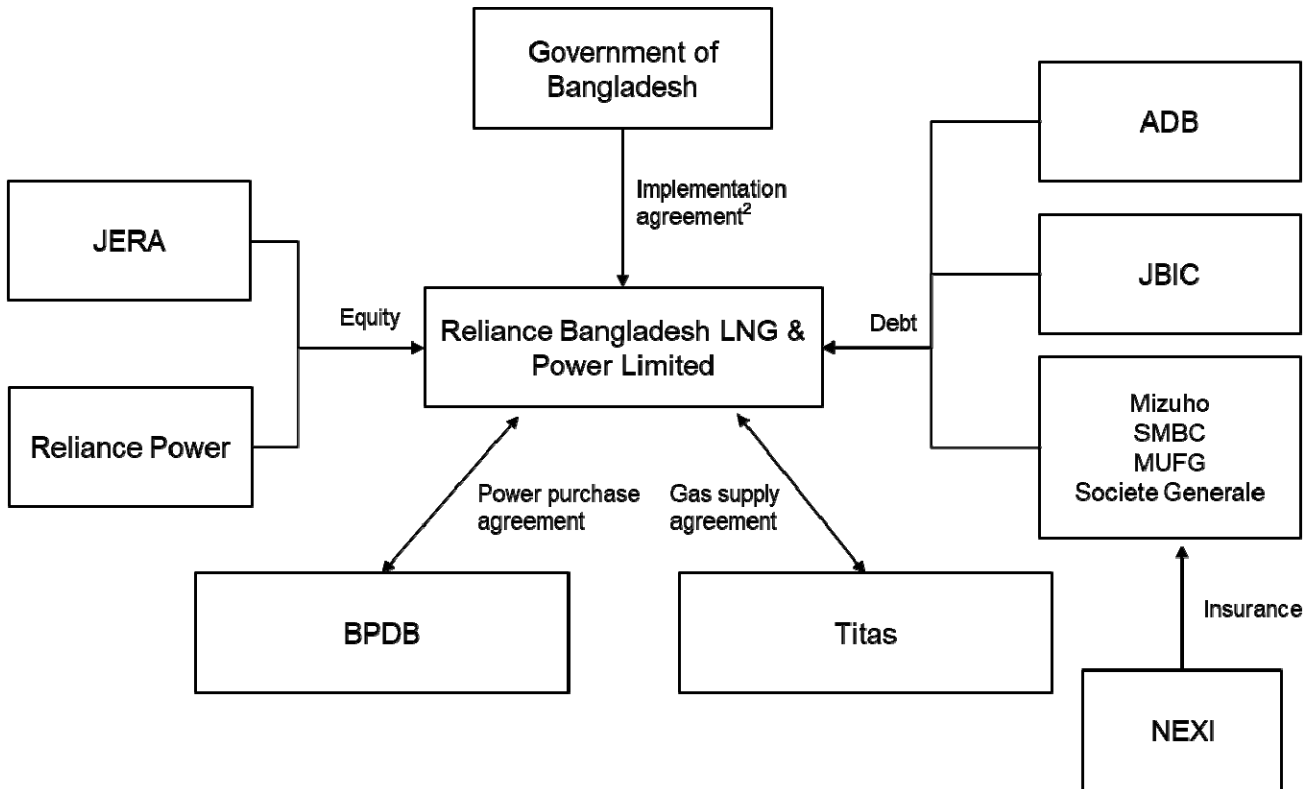 Government of
Bangladesh
ADB
Implementation
agreement²
JERA
JBIC
Equity
Reliance Bangladesh LNG &
Power Limited
Debt
Reliance Power
Mizuho
SMBC
MUFG
Societe Generale
Power purchase
agreement
Gas supply
agreement
BPDB
Titas
Insurance
NEXI